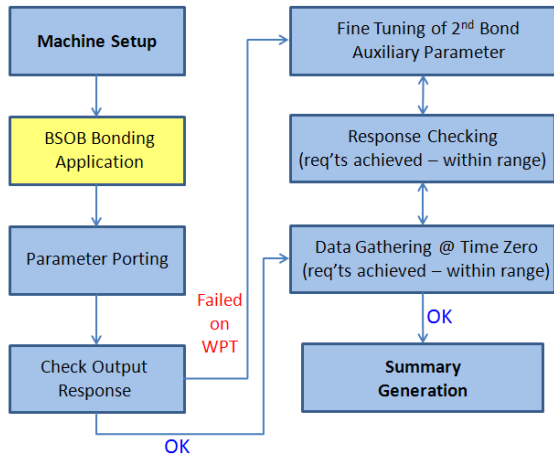 Machine Setup
BSOB Bonding
Application
Parameter Porting
Check Output
Response
Failed
on
WPT
OK
Fine Tuning of 2nd Bond
Auxiliary Parameter
Response Checking
(req'ts achieved – within range)
Data Gathering @ Time Zero
(req'ts achieved – within range)
OK
Summary
Generation